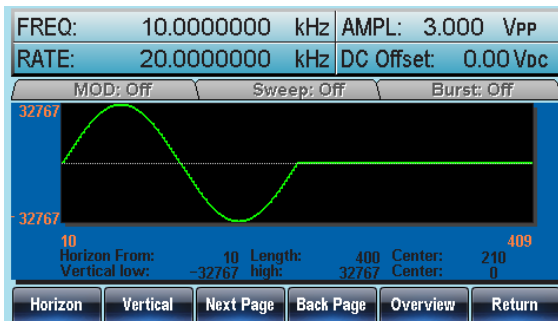 FREQ: 10.0000000 kHz AMPL: 3.000 VPP
RATE: 20.0000000 kHz DC Offset: 0.00 VDC
MOD: Off Sweep: Off Burst: Off
32767
-32767
10 409
Horizon From: 10 Length: 400 Center: 210
Vertical low: -32767 high: 32767 Center: 0
Horizon Vertical Next Page Back Page Overview Return